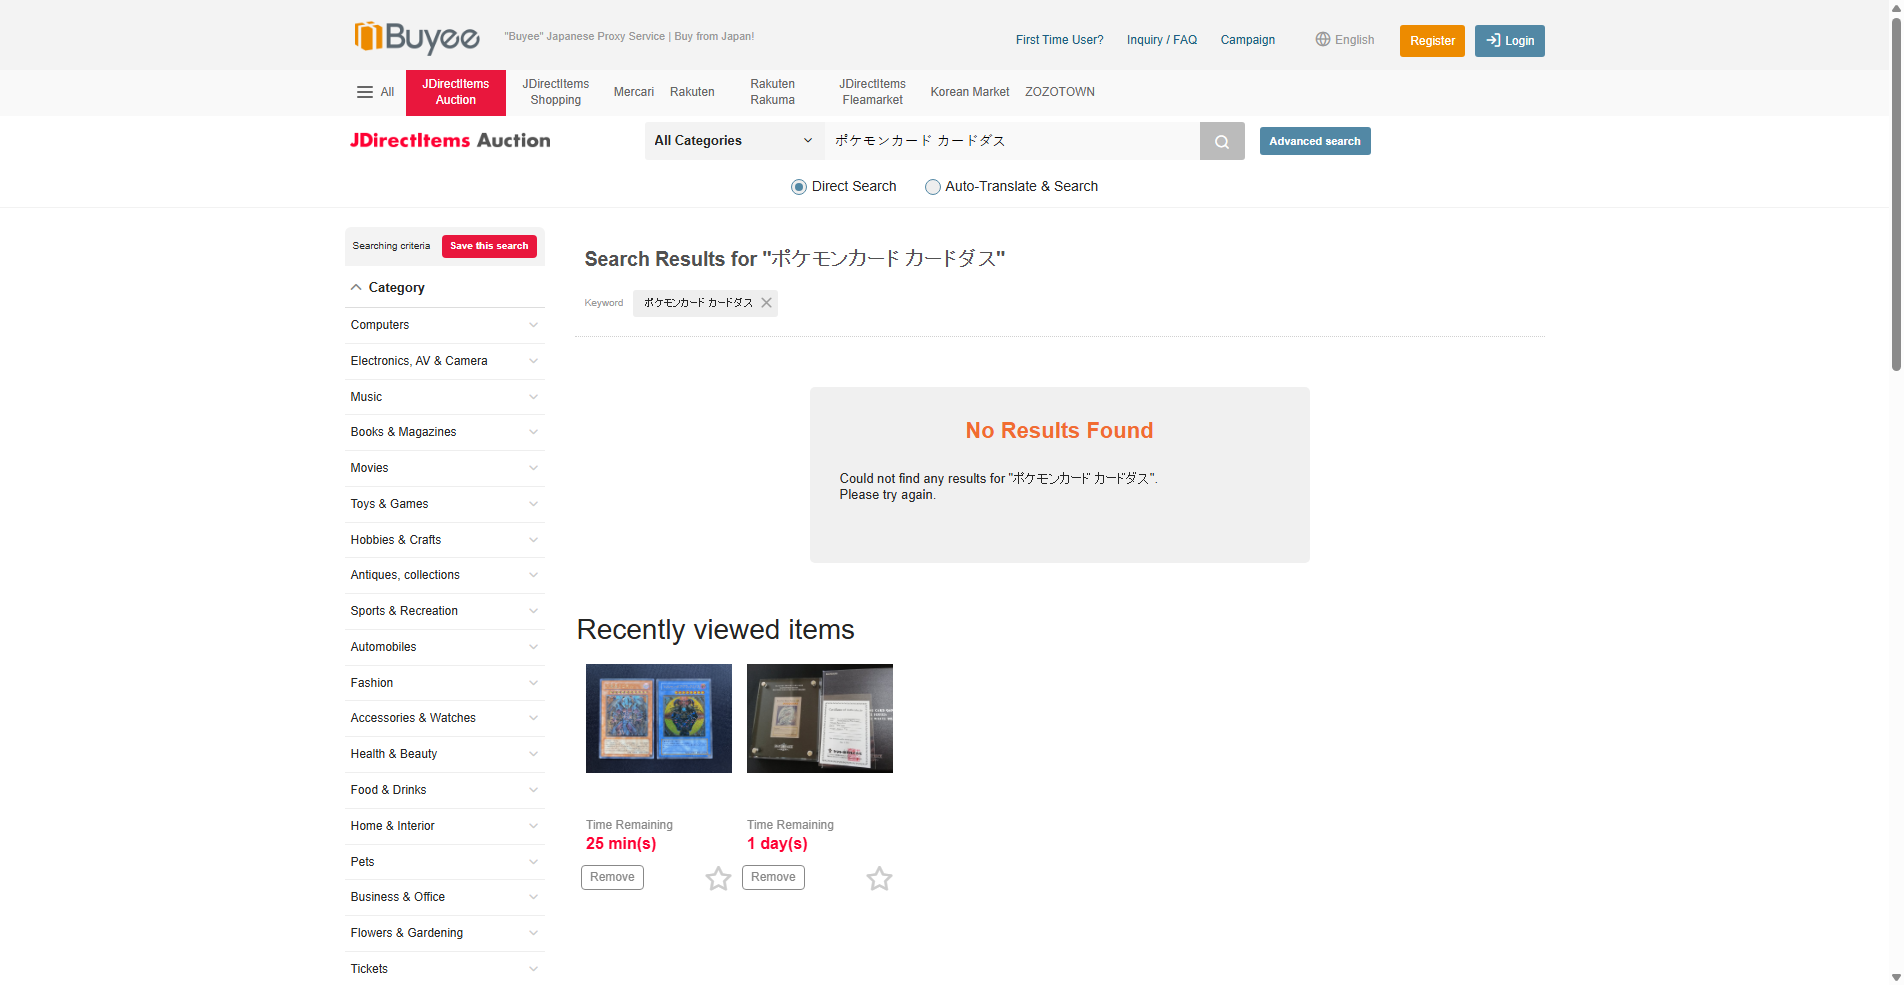 Buyee
"Buyee" Japanese Proxy Service | Buy from Japan!
First Time User?
Inquiry / FAQ
Campaign
English
Register
Login
All
JDirectItems
Auction
JDirectItems
Shopping
Mercari
Rakuten
Rakuten
Rakuma
JDirectItems
Fleamarket
Korean Market
ZOZOTOWN
JDirectItems Auction
All Categories
ポケモンカード カードダス
Advanced search
Direct Search
Auto-Translate & Search
Searching criteria
Save this search
Category
Computers
Electronics, AV & Camera
Music
Books & Magazines
Movies
Toys & Games
Hobbies & Crafts
Antiques, collections
Sports & Recreation
Automobiles
Fashion
Accessories & Watches
Health & Beauty
Food & Drinks
Home & Interior
Pets
Business & Office
Flowers & Gardening
Tickets
Search Results for "ポケモンカード カードダス"
Keyword
ポケモンカード カードダス
No Results Found
Could not find any results for "ポケモンカード カードダス".
Please try again.
Recently viewed items
Time Remaining
25 min(s)
Remove
Time Remaining
1 day(s)
Remove